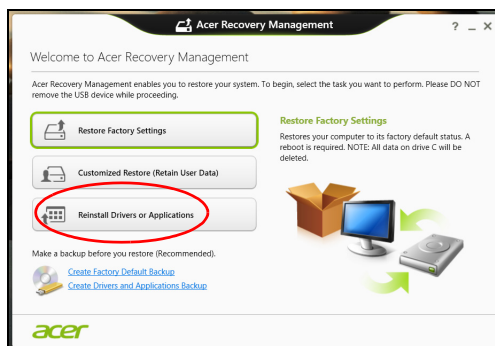 Acer Recovery Management
? _ X
Welcome to Acer Recovery Management
Acer Recovery Management enables you to restore your system. To begin, select the task you want to perform. Please DO NOT
remove the USB device while proceeding.
Restore Factory Settings
Customized Restore (Retain User Data)
Reinstall Drivers or Applications
Restore Factory Settings
Restores your computer to its factory default status. A
reboot is required. NOTE: All data on drive C will be
deleted.
Make a backup before you restore (Recommended).
Create Factory Default Backup
Create Drivers and Applications Backup
acer